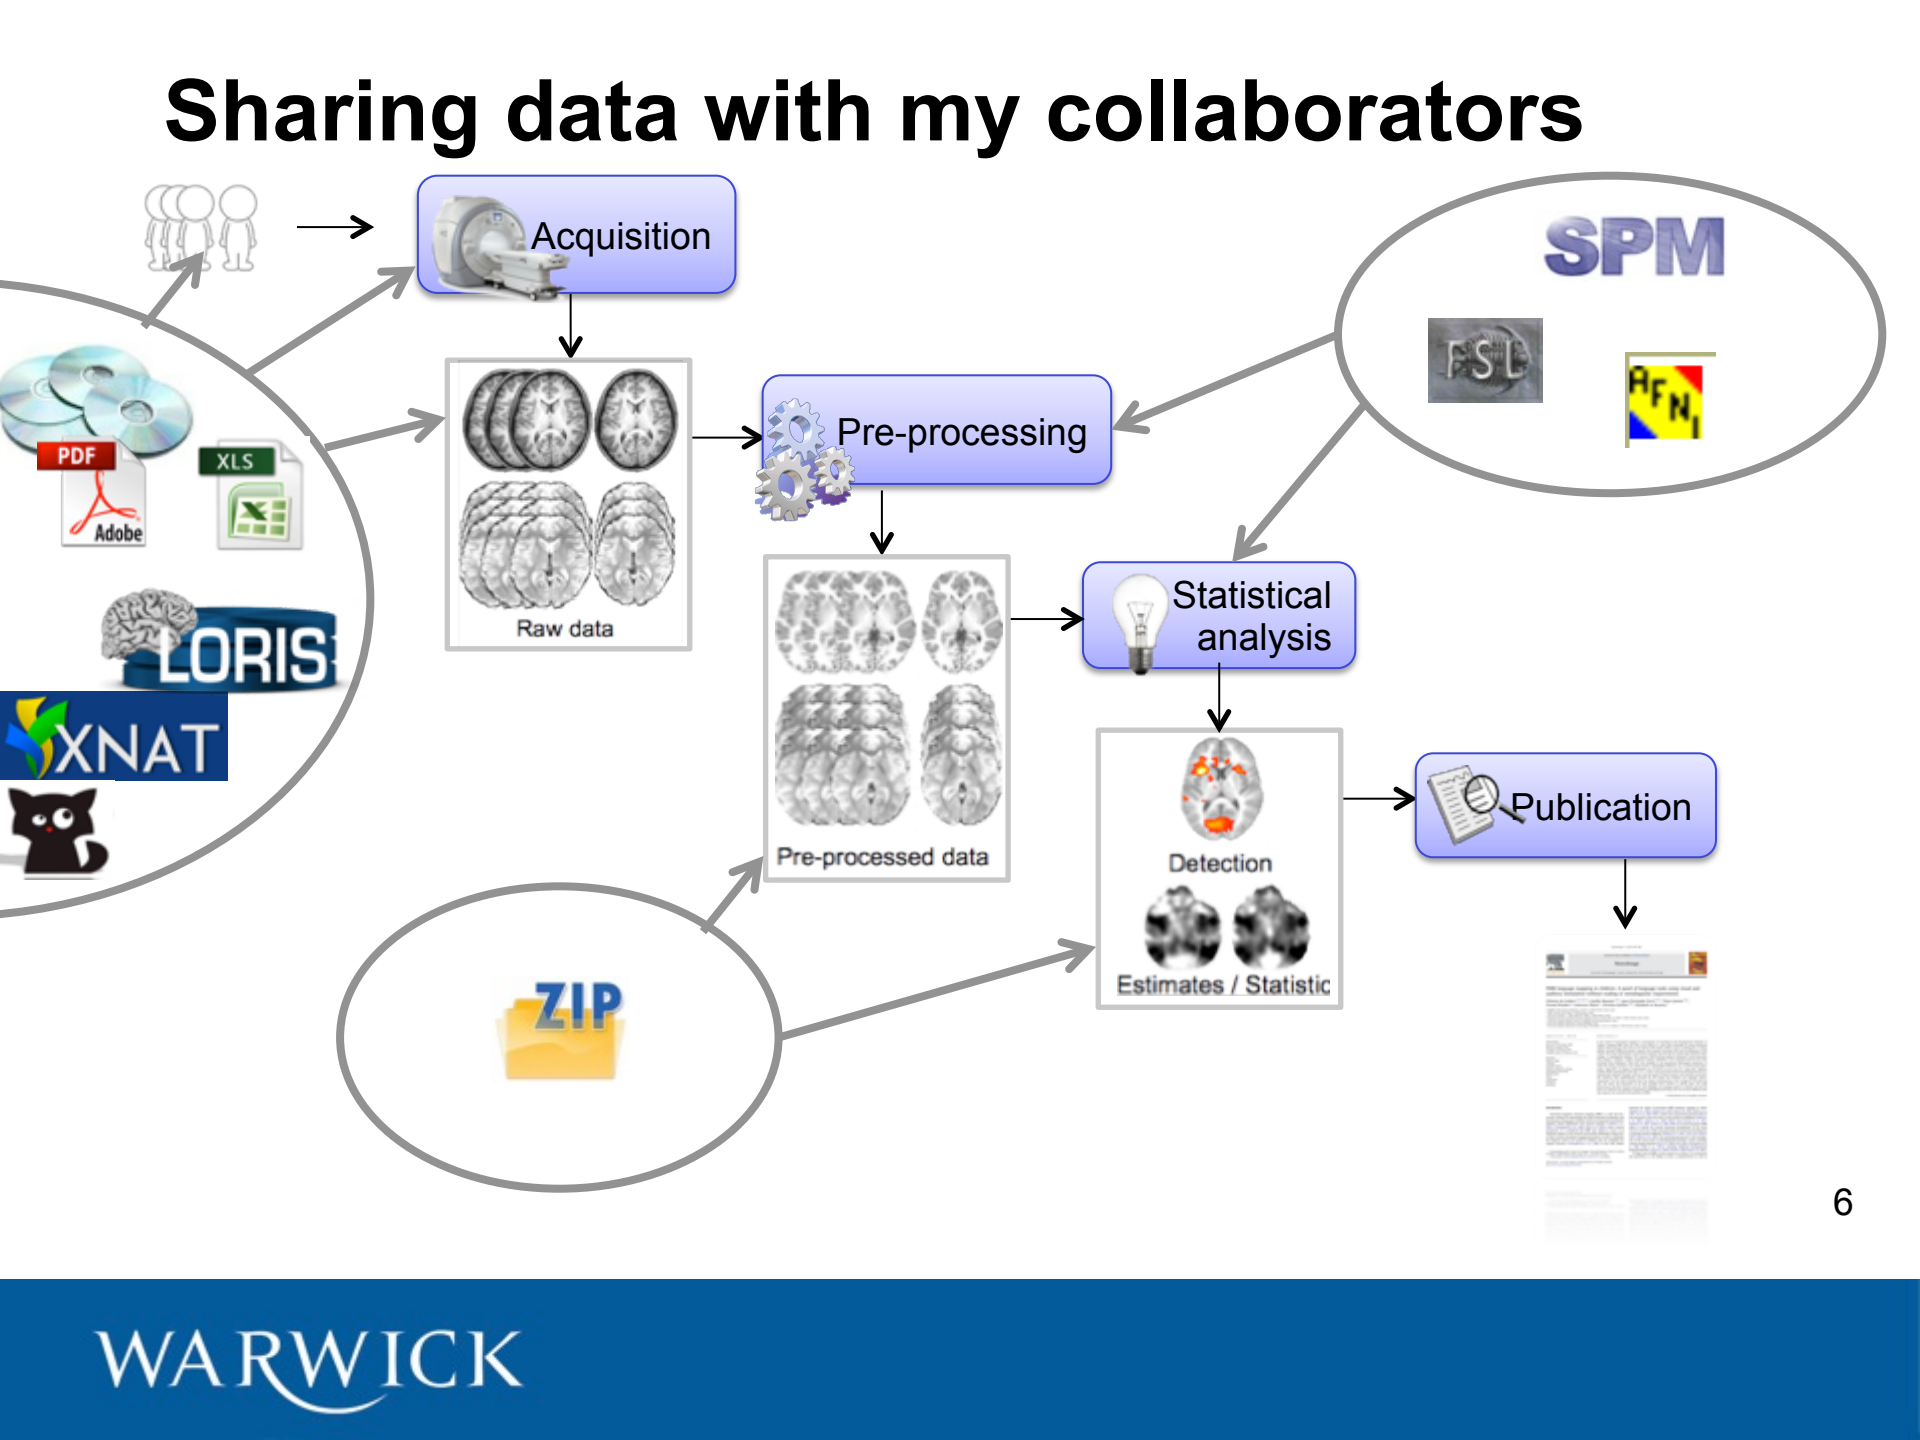 Sharing data with my collaborators
Acquisition
SPM
FSL
AFNI
PDF
Adobe
XLS
Raw data
Pre-processing
LORIS
XNAT
Pre-processed data
Statistical
analysis
Detection
Estimates / Statistic
Publication
ZIP
6
WARWICK